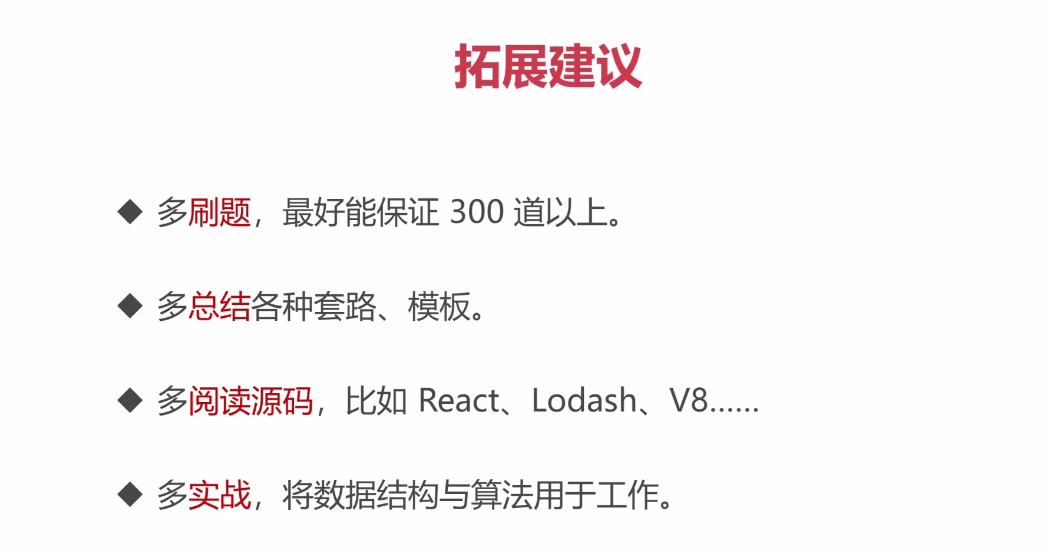 拓展建议
◆ 多刷题，最好能保证 300 道以上。
◆ 多总结各种套路、模板。
◆ 多阅读源码，比如 React、Lodash、V8……
◆ 多实战，将数据结构与算法用于工作。